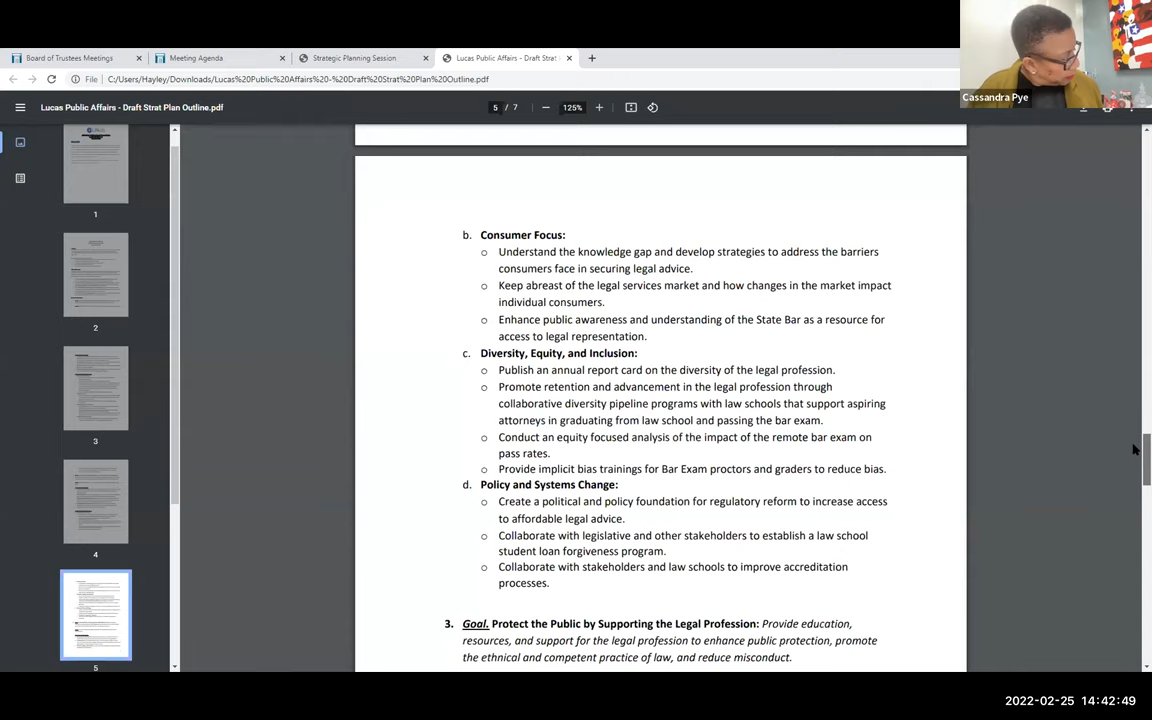 Board of Trustees Meetings
Meeting Agenda
Strategic Planning Session
Lucas Public Affairs - Draft Strat
File
C:/Users/Hayley/Downloads/Lucas%20Public%20Affairs%20-%20Draft%20Strat%20Plan%20Outline.pdf
Cassandra Pye
Lucas Public Affairs - Draft Strat Plan Outline.pdf
5 / 7
125%
1
2
3
4
5
b. Consumer Focus:
o Understand the knowledge gap and develop strategies to address the barriers
consumers face in securing legal advice.
o Keep abreast of the legal services market and how changes in the market impact
individual consumers.
o Enhance public awareness and understanding of the State Bar as a resource for
access to legal representation.
c. Diversity, Equity, and Inclusion:
o Publish an annual report card on the diversity of the legal profession.
o Promote retention and advancement in the legal profession through
collaborative diversity pipeline programs with law schools that support aspiring
attorneys in graduating from law school and passing the bar exam.
o Conduct an equity focused analysis of the impact of the remote bar exam on
pass rates.
o Provide implicit bias trainings for Bar Exam proctors and graders to reduce bias.
d. Policy and Systems Change:
o Create a political and policy foundation for regulatory reform to increase access
to affordable legal advice.
o Collaborate with legislative and other stakeholders to establish a law school
student loan forgiveness program.
o Collaborate with stakeholders and law schools to improve accreditation
processes.
3. Goal. Protect the Public by Supporting the Legal Profession: Provide education,
resources, and support for the legal profession to enhance public protection, promote
the ethnical and competent practice of law, and reduce misconduct.
2022-02-25 14:42:49